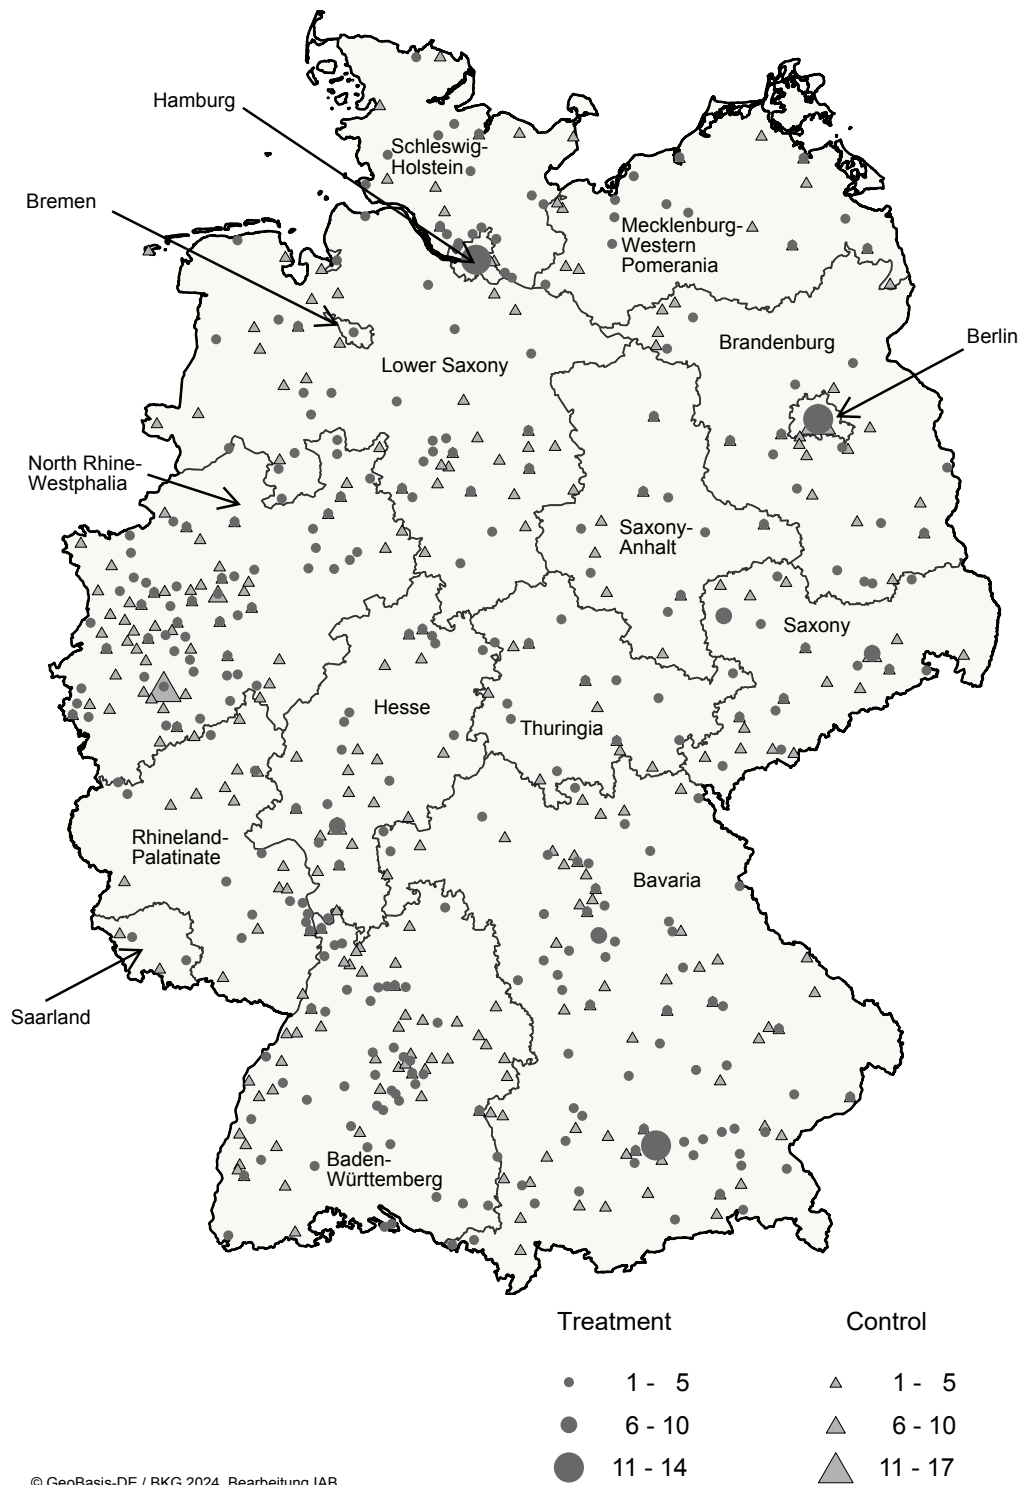 Hamburg
Schleswig-
Holstein
Bremen
Mecklenburg-
Western
Pomerania
Berlin
Brandenburg
Lower Saxony
North Rhine-
Westphalia
Saxony-
Anhalt
Saxony
Hesse
Thuringia
Rhineland-
Palatinate
Bavaria
Saarland
Baden-
Württemberg
Treatment Control
1 - 5 1 - 5
6 - 10 6 - 10
11 - 14 11 - 17
© GeoBasis-DE / BKG 2024, Bearbeitung IAB